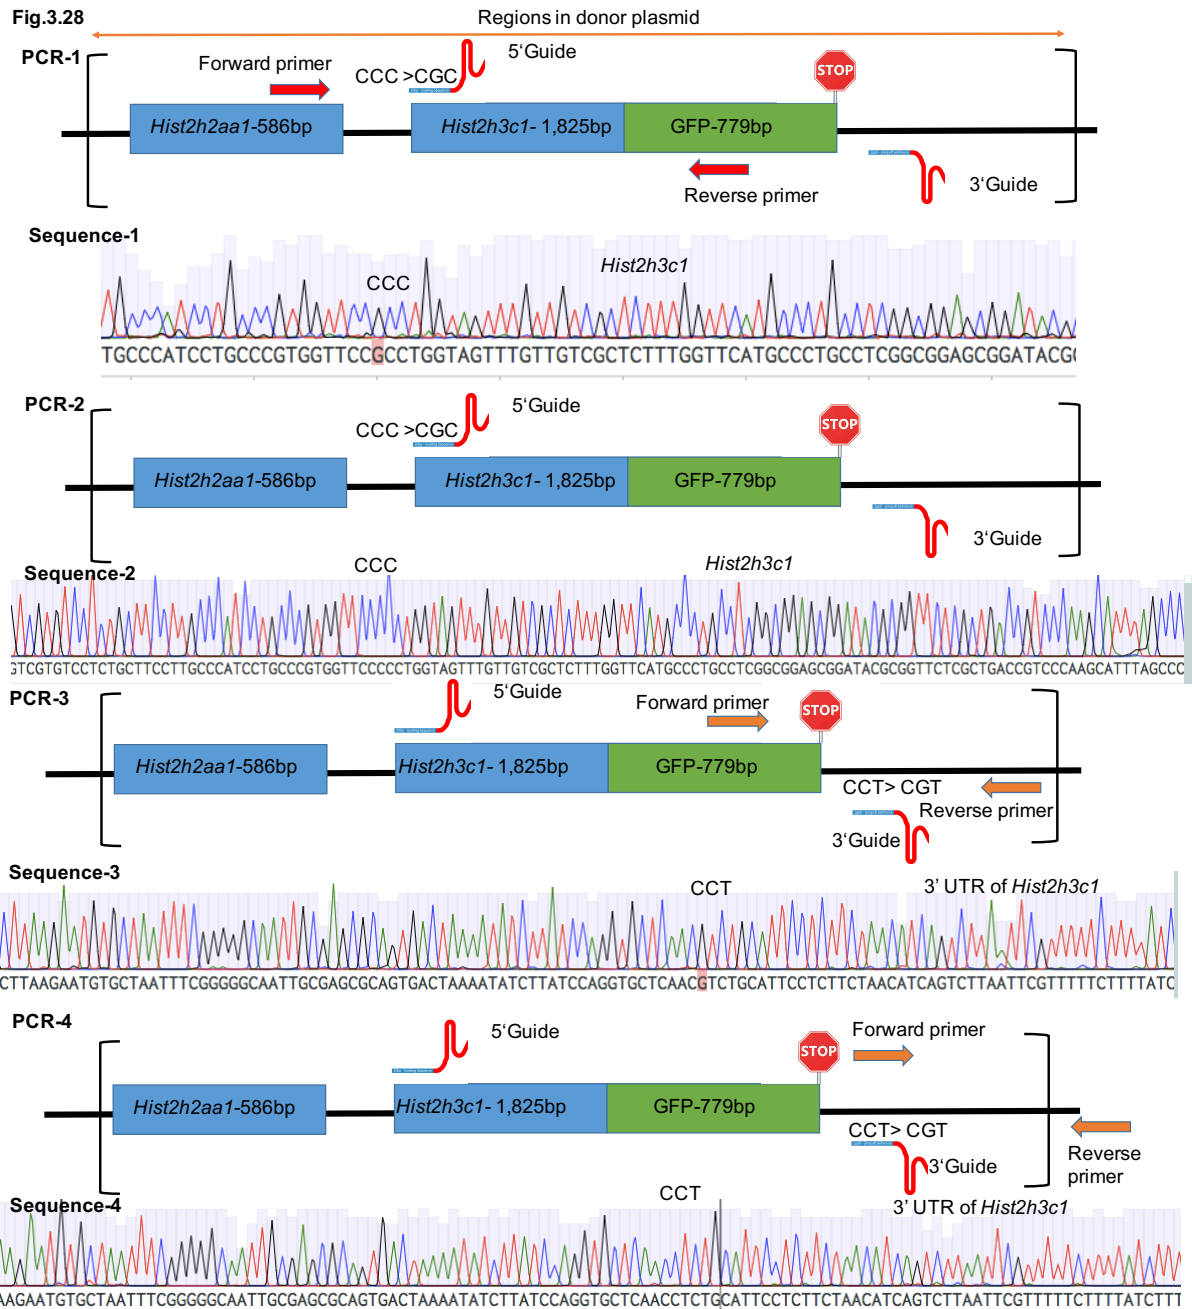 Fig.3.28
Regions in donor plasmid
PCR-1
Forward primer
5‘Guide
CCC >CGC
STOP
Hist2h2aa1-586bp
Hist2h3c1- 1,825bp
GFP-779bp
Reverse primer
3‘Guide
Sequence-1
CCC
Hist2h3c1
TGCCCATCCTGCCCGTGGTTCCGCCTGGTAGTTTGTTGTCGCTCTTTGGTTCATGCCCTGCCTCGGCGGAGCGGATACGC
PCR-2
5‘Guide
CCC >CGC
STOP
Hist2h2aa1-586bp
Hist2h3c1- 1,825bp
GFP-779bp
3‘Guide
Sequence-2
CCC
Hist2h3c1
GTCGTGTCCTCTGCTTCCTTGCCCATCCTGCCCGTGGTTCCCCCCTGGTAGTTTGTTGTCGCTCTTTGGTTCATGCCCTGCCTCGGCGGAGCGGATACGCGGTTCTCGCTGACCGTCCCAAGCATTTAGCCC
PCR-3
5‘Guide
Forward primer
STOP
Hist2h2aa1-586bp
Hist2h3c1- 1,825bp
GFP-779bp
CCT> CGT
Reverse primer
3‘Guide
Sequence-3
CCT
3’ UTR of Hist2h3c1
CTTAAGAATGTGCTAATTTCGGGGGCAATTGCGAGCGCAGTGACTAAAATATCTTATCCAGGTGCTCAACGTCTGCATTCCTCTTCTAACATCAGTCTTAATTCGTTTTTCTTTTATC
PCR-4
5‘Guide
STOP
Forward primer
Hist2h2aa1-586bp
Hist2h3c1- 1,825bp
GFP-779bp
CCT> CGT
3‘Guide
Reverse
primer
Sequence-4
CCT
3’ UTR of Hist2h3c1
AAGAATGTGCTAATTTCGGGGGCAATTGCGAGCGCAGTGACTAAAATATCTTATCCAGGTGCTCAACCTCTGCATTCCTCTTCTAACATCAGTCTTAATTCGTTTTTCTTTTATCTTT